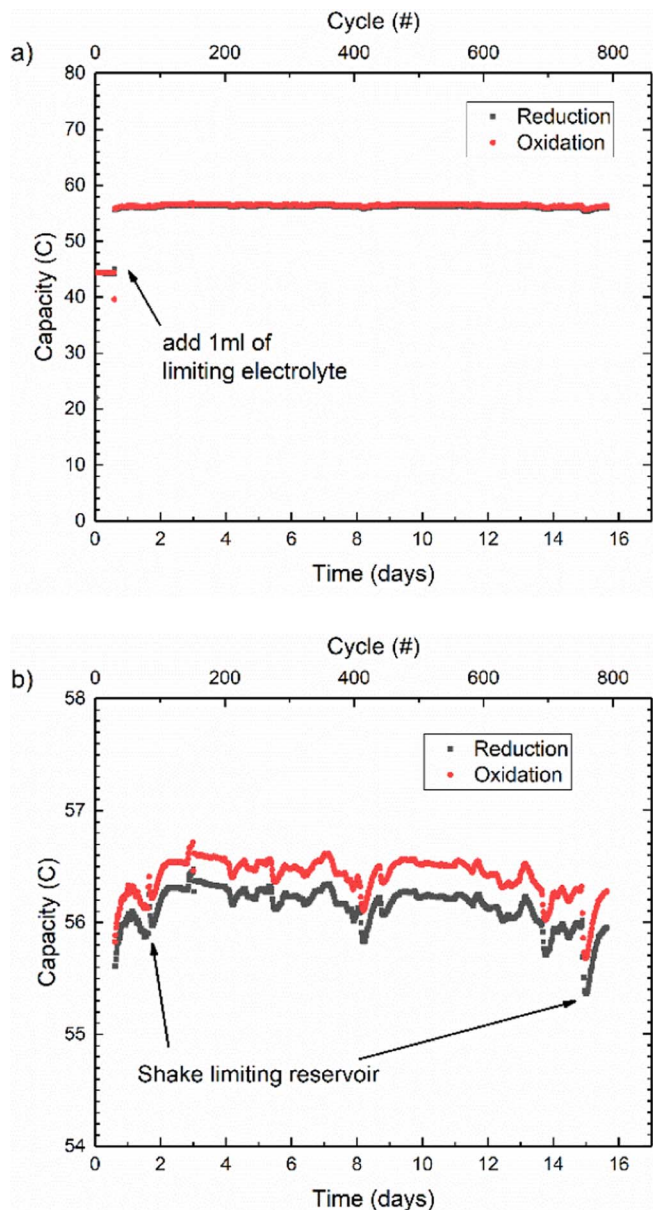 Cycle (#)
a)
0 200 400 600 800
80
70
60
50
40
30
20
10
0
Capacity (C)
Reduction
Oxidation
add 1ml of
limiting electrolyte
0 2 4 6 8 10 12 14 16
Time (days)
Cycle (#)
b)
0 200 400 600 800
58
57
56
55
54
Capacity (C)
Reduction
Oxidation
Shake limiting reservoir
0 2 4 6 8 10 12 14 16
Time (days)